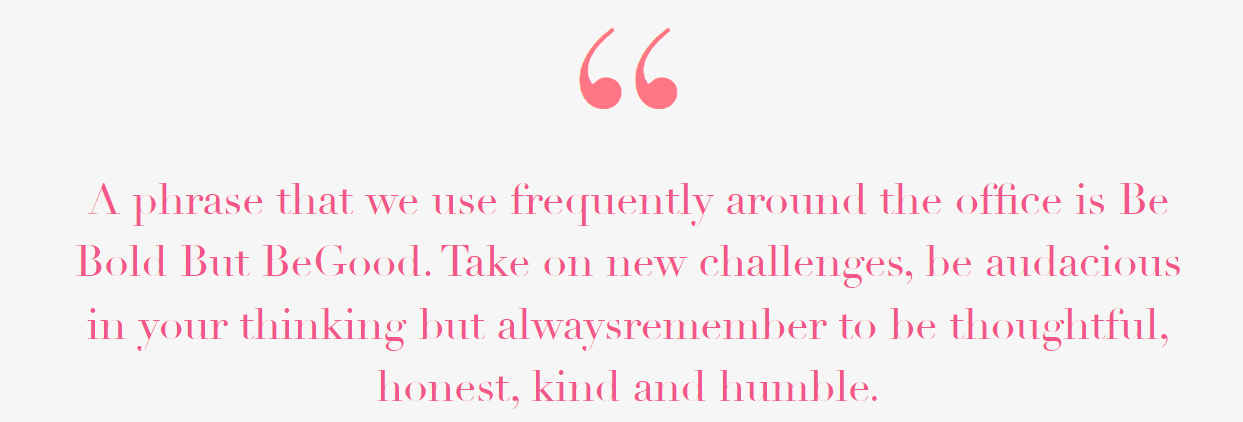 “
A phrase that we use frequently around the office is Be
Bold But BeGood. Take on new challenges, be audacious
in your thinking but alwaysremember to be thoughtful,
honest, kind and humble.